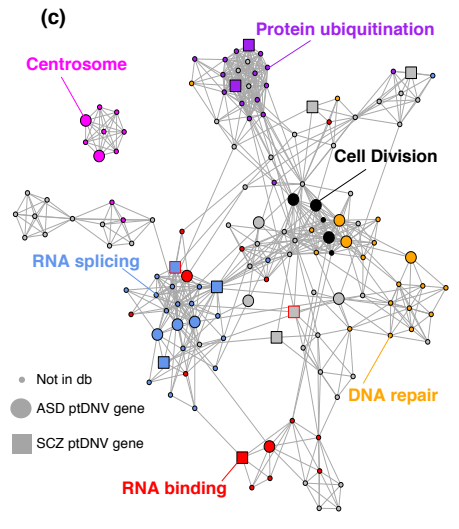 (c)
Protein ubiquitination
Centrosome
Cell Division
RNA splicing
Not in db
ASD ptDNV gene
SCZ ptDNV gene
DNA repair
RNA binding